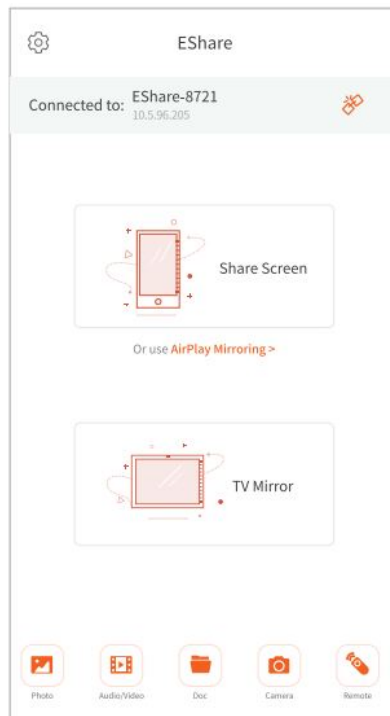 EShare
Connected to: EShare-8721
10.5.96.205
Share Screen
Or use AirPlay Mirroring >
TV Mirror
Photo Audio/Video Doc Camera Remote